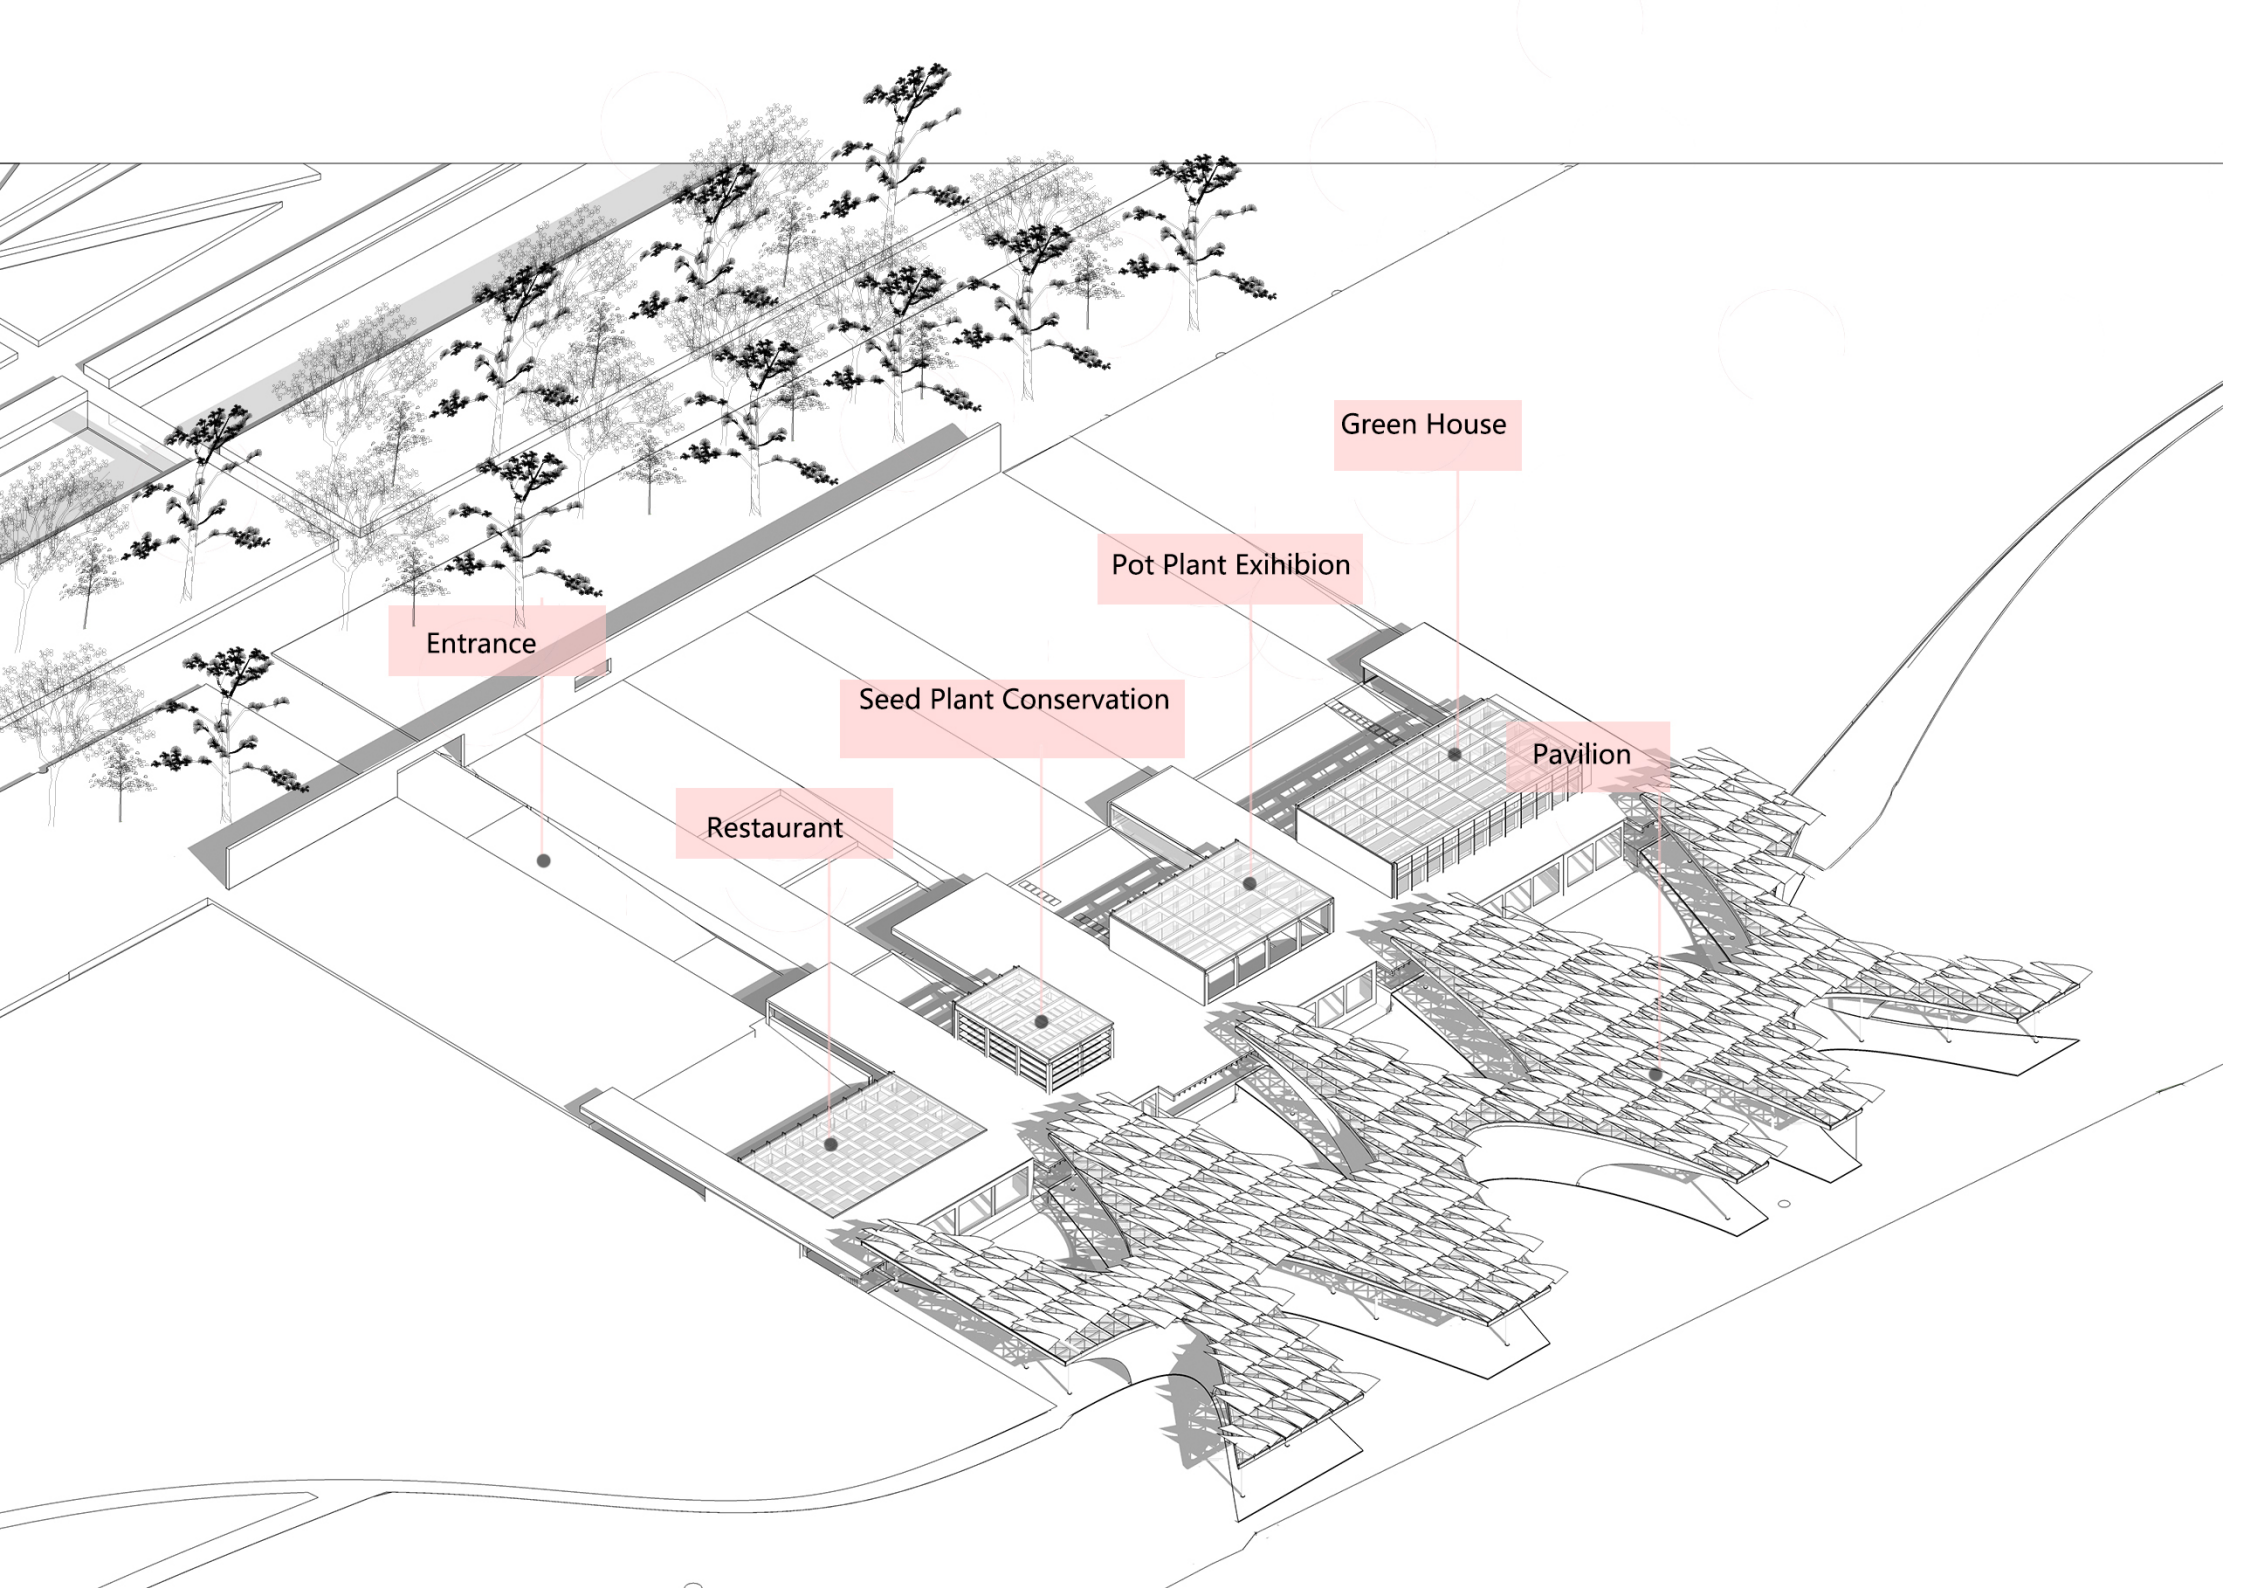 Green House
Pot Plant Exihibion
Entrance
Seed Plant Conservation
Pavilion
Restaurant